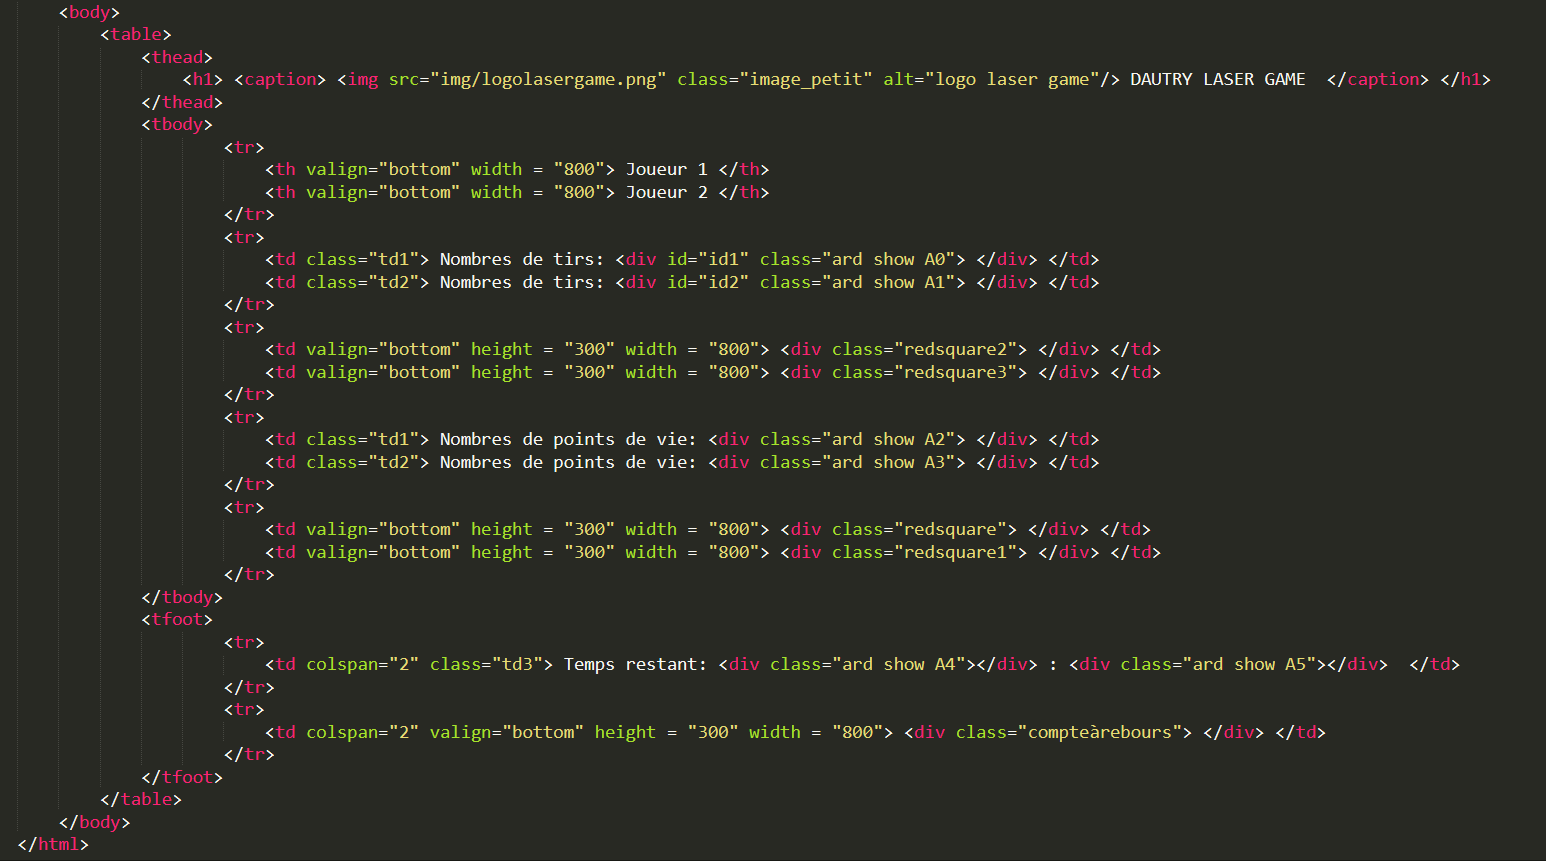 <body>
<table>
<thead>
<h1> <caption> <img src="img/logolasergame.png" class="image_petit" alt="logo laser game"/> DAUTRY LASER GAME  </caption> </h1>
</thead>
<tbody>
<tr>
<th valign="bottom" width = "800"> Joueur 1 </th>
<th valign="bottom" width = "800"> Joueur 2 </th>
</tr>
<tr>
<td class="td1"> Nombres de tirs: <div id="id1" class="ard show A0"> </div> </td>
<td class="td2"> Nombres de tirs: <div id="id2" class="ard show A1"> </div> </td>
</tr>
<tr>
<td valign="bottom" height = "300" width = "800"> <div class="redsquare2"> </div> </td>
<td valign="bottom" height = "300" width = "800"> <div class="redsquare3"> </div> </td>
</tr>
<tr>
<td class="td1"> Nombres de points de vie: <div class="ard show A2"> </div> </td>
<td class="td2"> Nombres de points de vie: <div class="ard show A3"> </div> </td>
</tr>
<tr>
<td valign="bottom" height = "300" width = "800"> <div class="redsquare"> </div> </td>
<td valign="bottom" height = "300" width = "800"> <div class="redsquare1"> </div> </td>
</tr>
</tbody>
<tfoot>
<tr>
<td colspan="2" class="td3"> Temps restant: <div class="ard show A4"></div> : <div class="ard show A5"></div>  </td>
</tr>
<tr>
<td colspan="2" valign="bottom" height = "300" width = "800"> <div class="compteàrebours"> </div> </td>
</tr>
</tfoot>
</table>
</body>
</html>